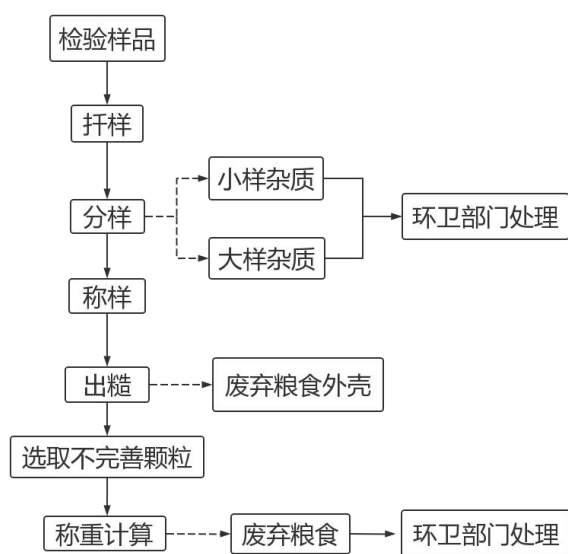 检验样品
扦样
小样杂质
分样
环卫部门处理
大样杂质
称样
出糙
废弃粮食外壳
选取不完善颗粒
称重计算
废弃粮食
环卫部门处理